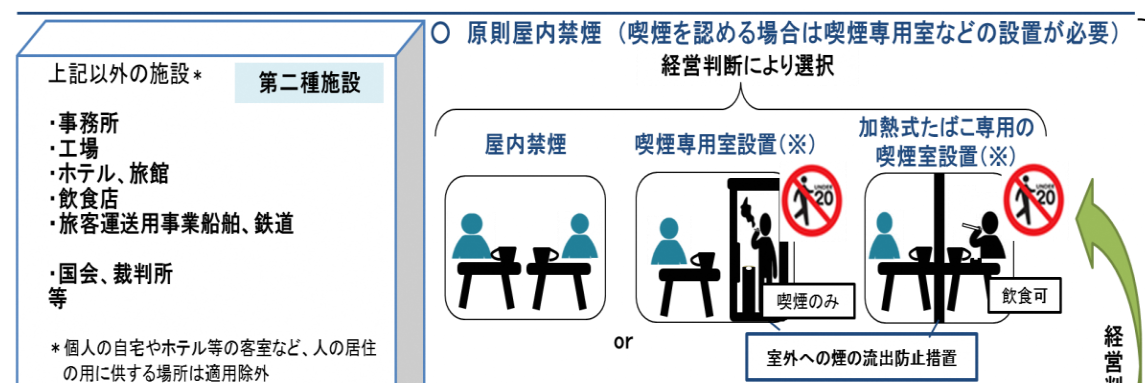 〇 原則屋内禁煙 (喫煙を認める場合は喫煙専用室などの設置が必要)
経営判断により選択
上記以外の施設*
第二種施設
・事務所
・工場
・ホテル、旅館
・飲食店
・旅客運送用事業船舶、鉄道
・国会、裁判所
等
*個人の自宅やホテル等の客室など、人の居住
の用に供する場所は適用除外
屋内禁煙
喫煙専用室設置(※)
加熱式たばこ専用の
喫煙室設置(※)
UNDER
20
UNDER
20
喫煙のみ
飲食可
or
室外への煙の流出防止措置
経
営
判